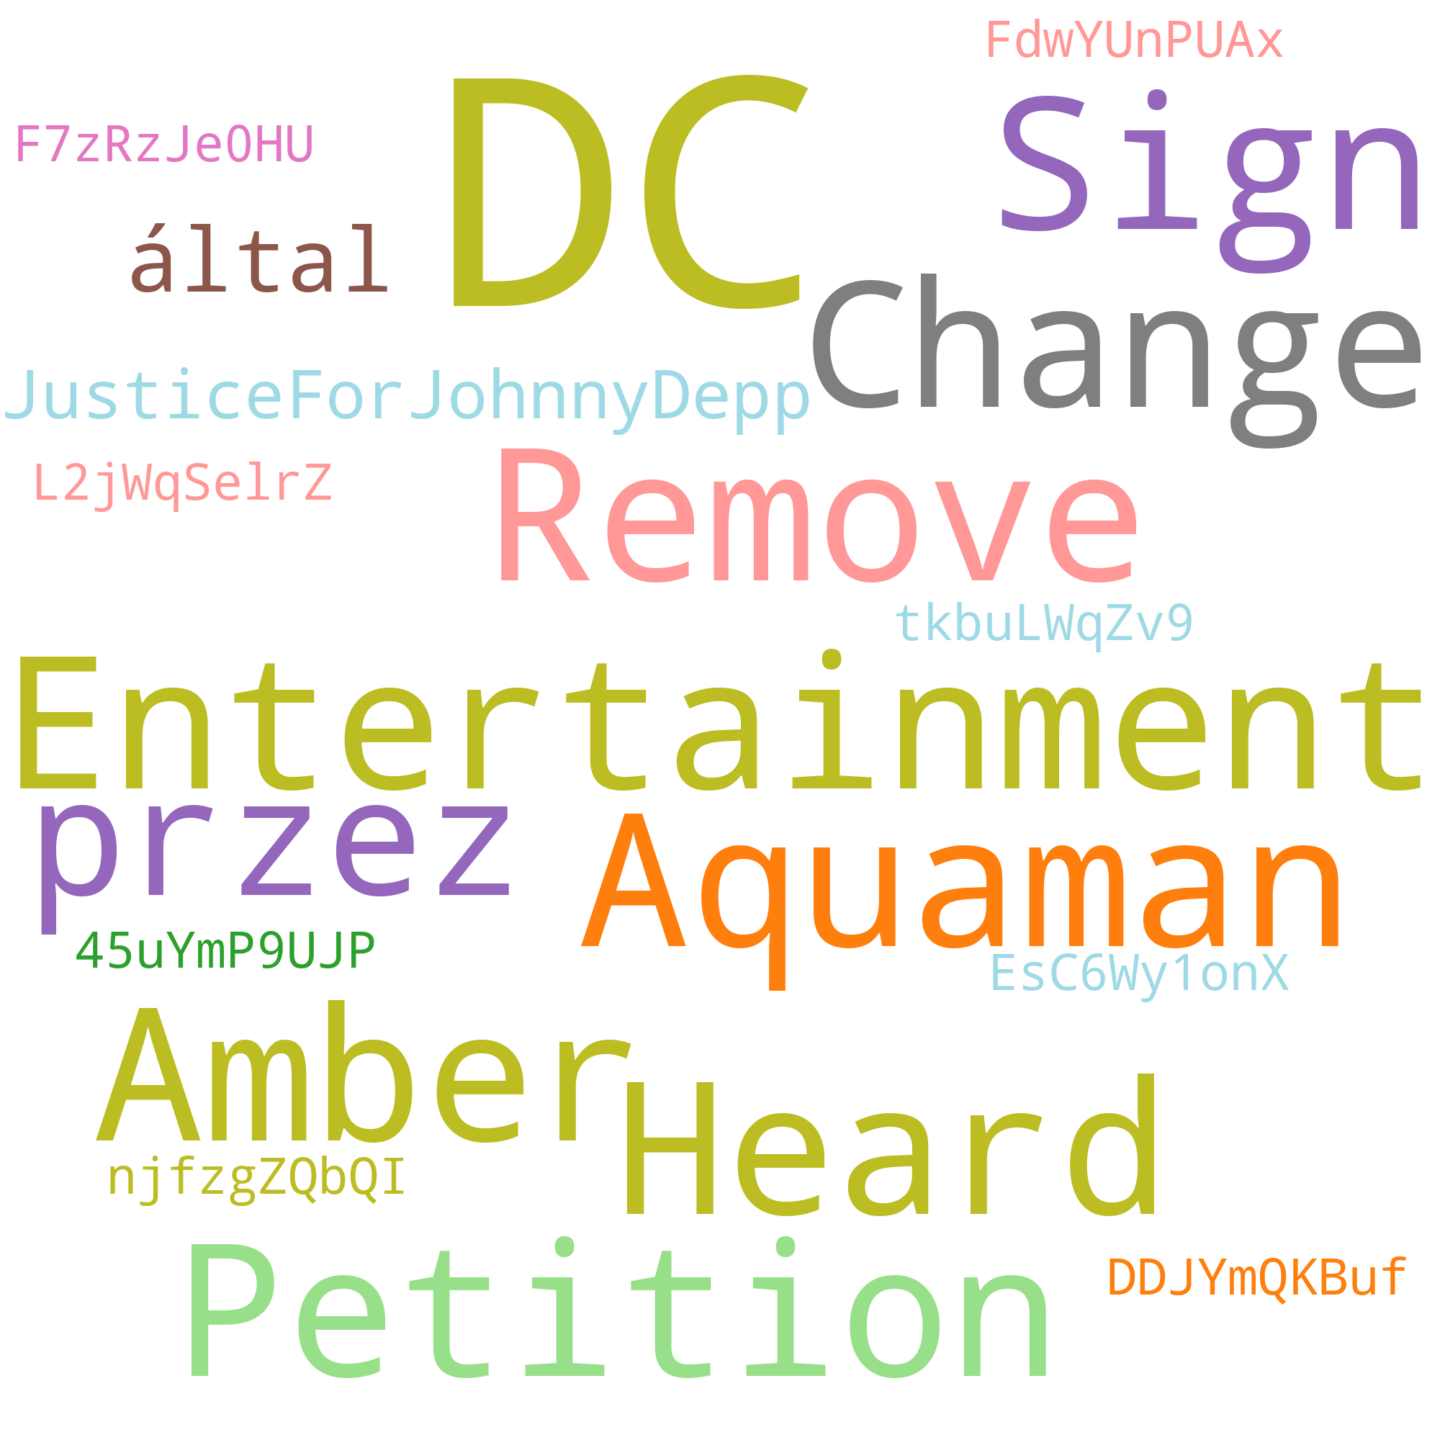 FdwYUnPUAx
DC
Sign
F7zRzJe0HU
által
Change
JusticeForJohnnyDepp
Remove
L2jWqSelrZ
tkbuLWqZv9
Entertainment
przez
Aquaman
45uYmP9UJP
EsC6Wy1onX
Amber
Heard
njfzgZQbQI
Petition
DDJYmQKBuf